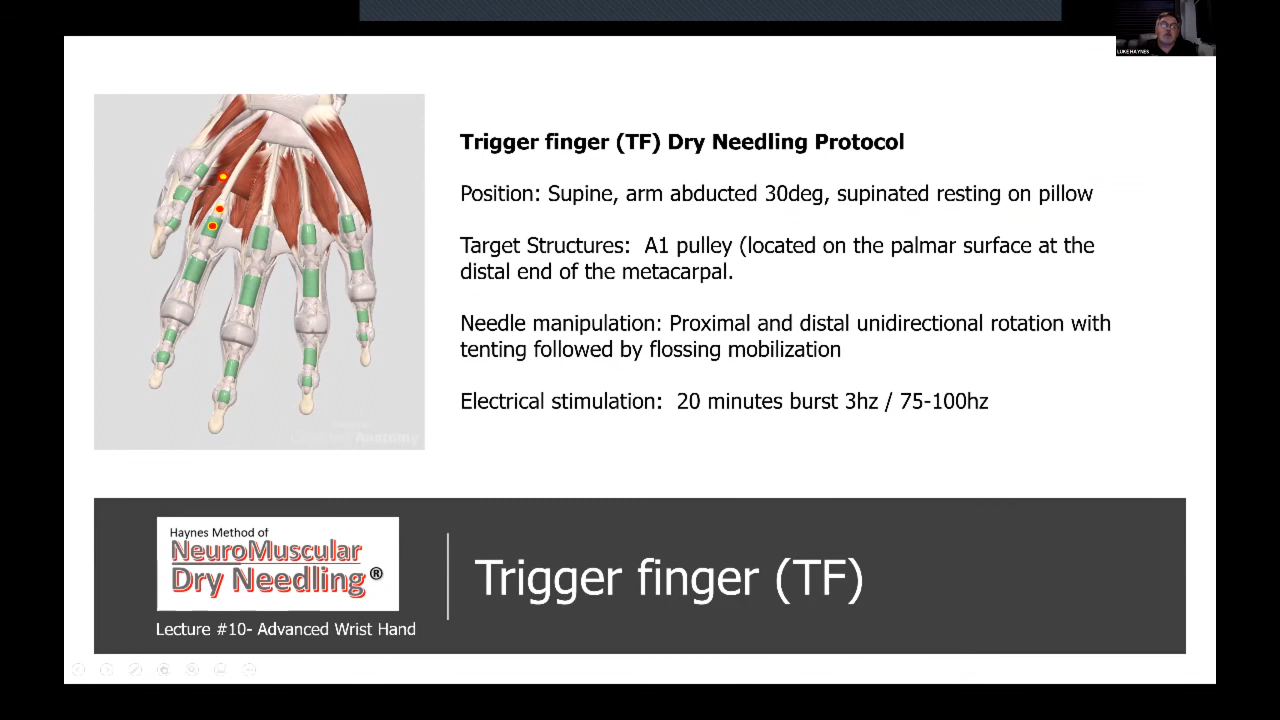 LUKE HAYNES
Trigger finger (TF) Dry Needling Protocol
Position: Supine, arm abducted 30deg, supinated resting on pillow
Target Structures:  A1 pulley (located on the palmar surface at the
distal end of the metacarpal.
Needle manipulation: Proximal and distal unidirectional rotation with
tenting followed by flossing mobilization
Electrical stimulation:  20 minutes burst 3hz / 75-100hz
Anatomy
Haynes Method of
NeuroMuscular
Dry Needling®
Lecture #10- Advanced Wrist Hand
Trigger finger (TF)